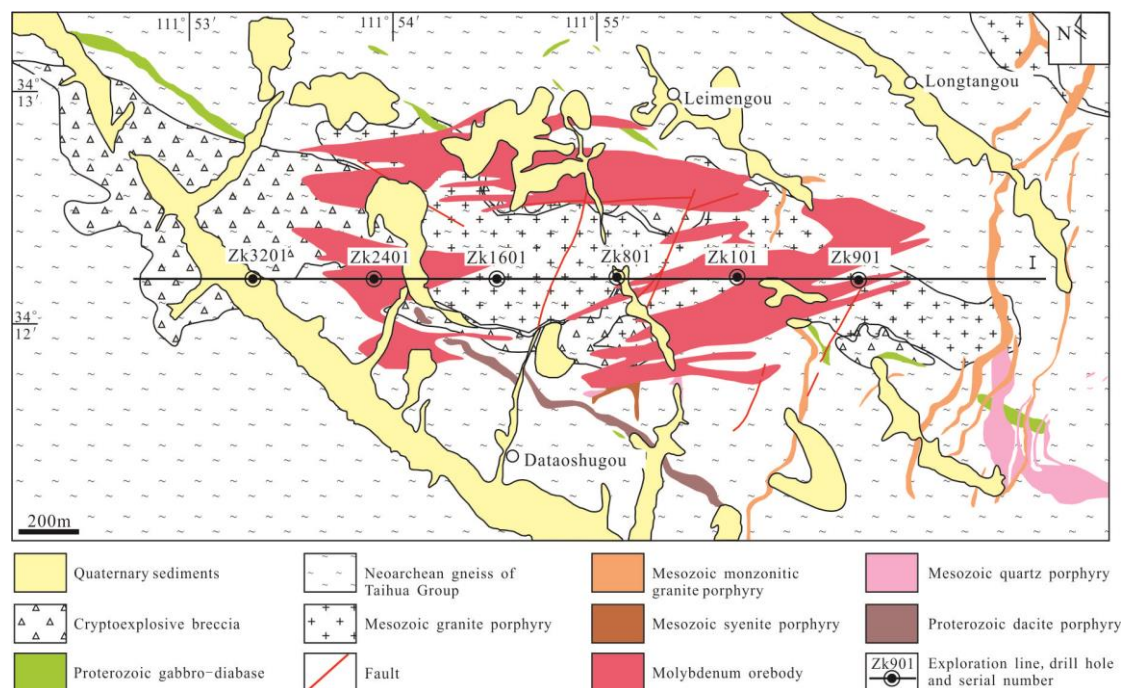 111° 53′
111° 54′
111° 55′
N
34°
13′
Longtangou
Leimengou
Zk3201
Zk2401
Zk1601
Zk801
Zk101
Zk901
I
34°
12′
Dataoshugou
200m
Quaternary sediments
Neoarchean gneiss of
Taihua Group
Mesozoic monzonitic
granite porphyry
Mesozoic quartz porphyry
Cryptoexplosive breccia
Mesozoic granite porphyry
Mesozoic syenite porphyry
Proterozoic dacite porphyry
Proterozoic gabbro-diabase
Fault
Molybdenum orebody
Zk901
Exploration line, drill hole
and serial number